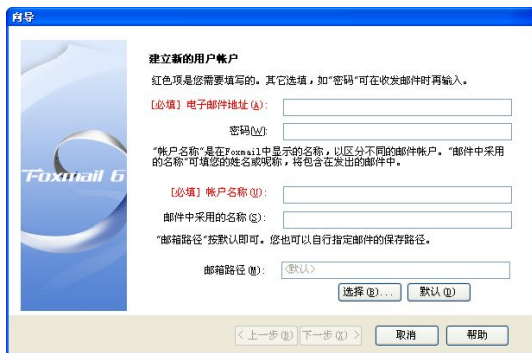 向导
建立新的用户帐户
红色项是您需要填写的。其它选填，如"密码"可在收发邮件时再输入。
[必填] 电子邮件地址(A):
密码(W):
"帐户名称"是在Foxmail中显示的名称，以区分不同的邮件帐户。"邮件中采用
的名称"可填您的姓名或昵称，将包含在发出的邮件中。
Foxmail 6
[必填] 帐户名称(U):
邮件中采用的名称(S):
"邮箱路径"按默认即可。您也可以自行指定邮件的保存路径。
邮箱路径(M): <默认>
选择(B)... 默认(D)
< 上一步(B) 下一步(X) > 取消 帮助